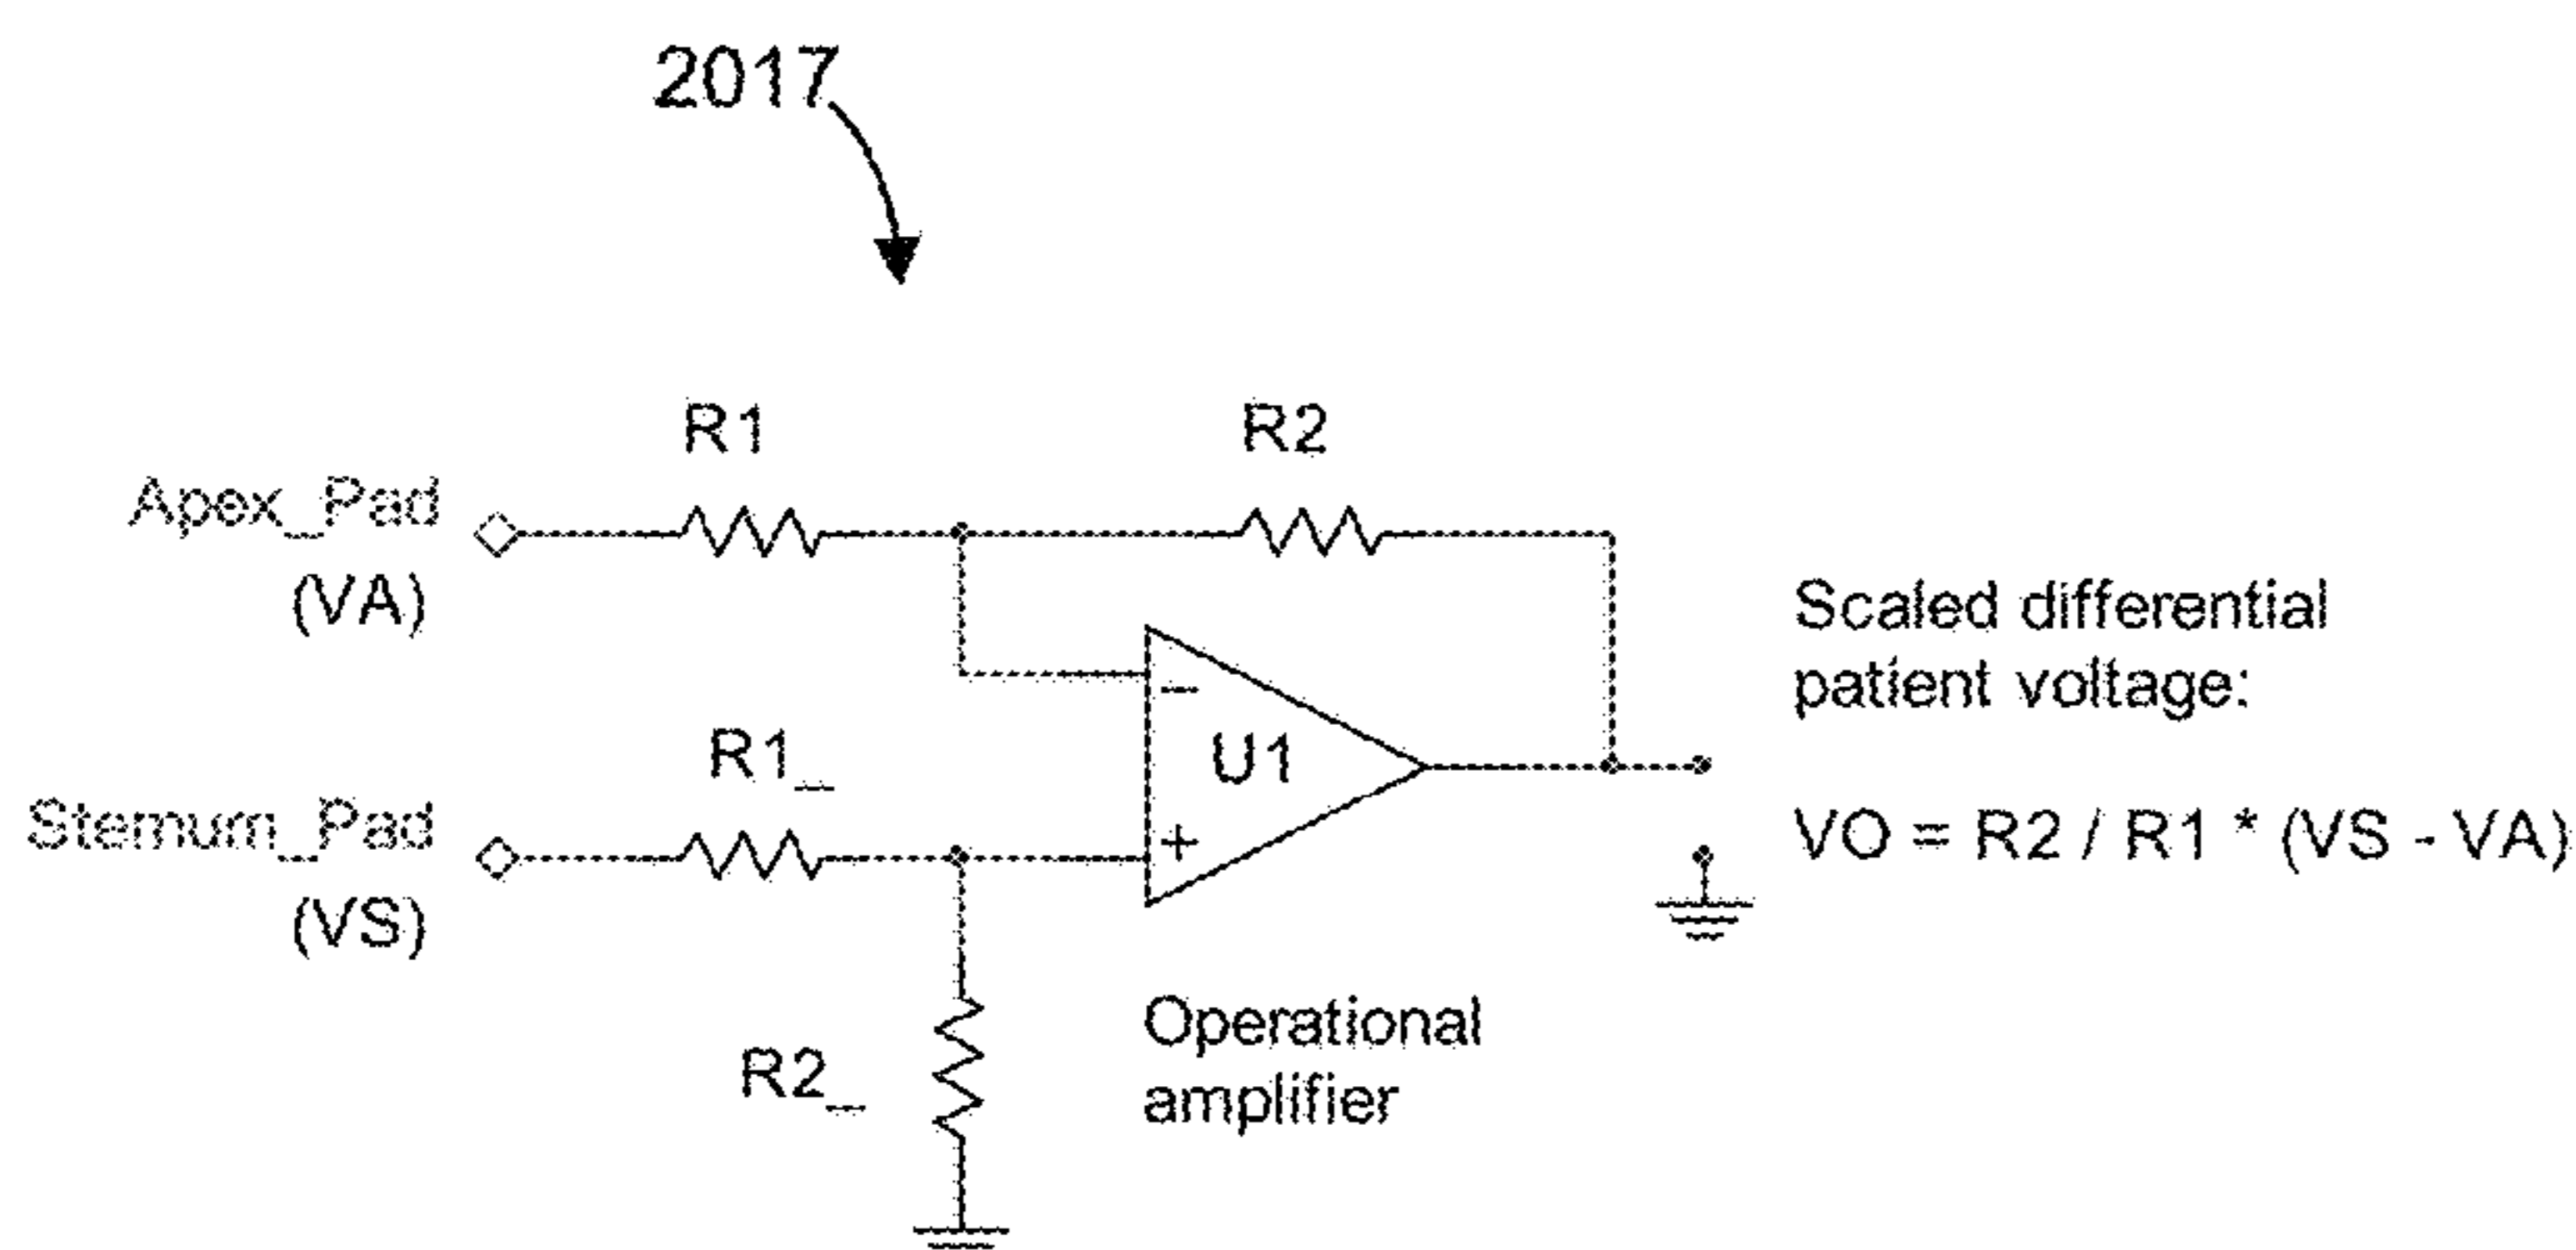 2017
R1
R2
Apex_Pad
(VA)
Scaled differential
patient voltage:
−
U1
R1_
Sternum_Pad
+
VO = R2 / R1 * (VS - VA)
(VS)
Operational
amplifier
R2_